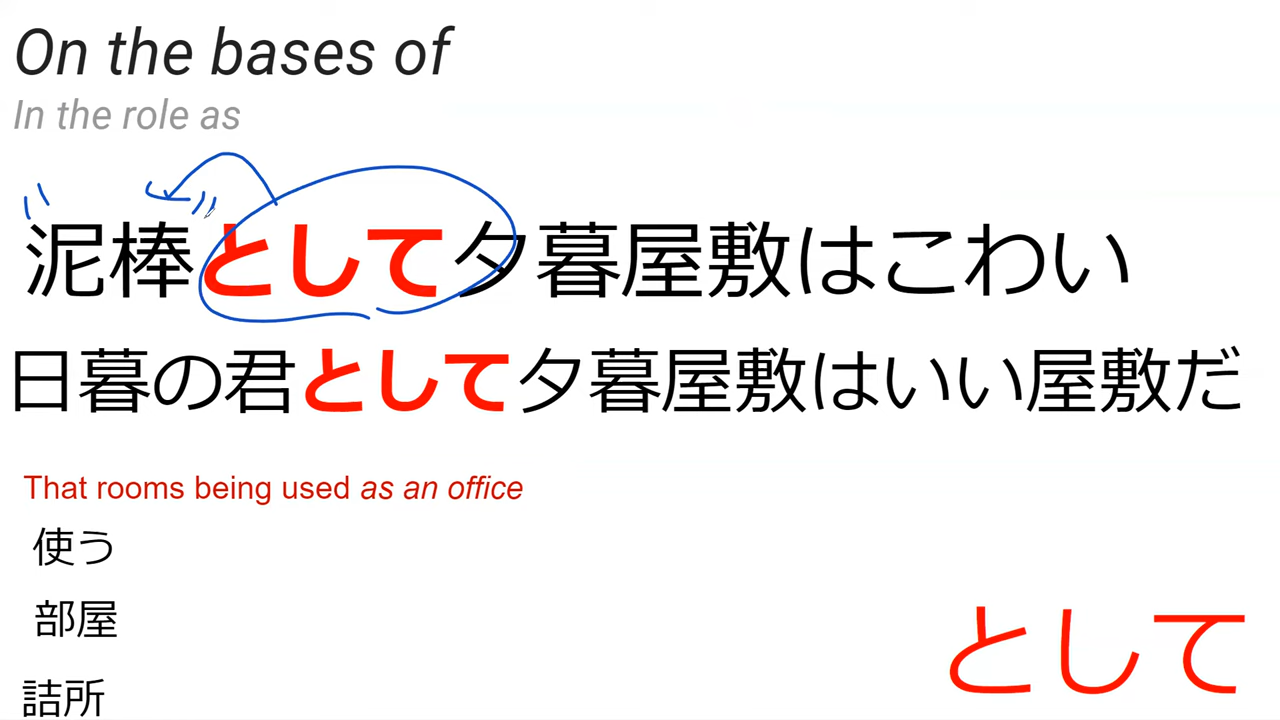 On the bases of
In the role as
泥棒として夕暮屋敷はこわい
日暮の君として夕暮屋敷はいい屋敷だ
That rooms being used as an office
使う
部屋
詰所
として